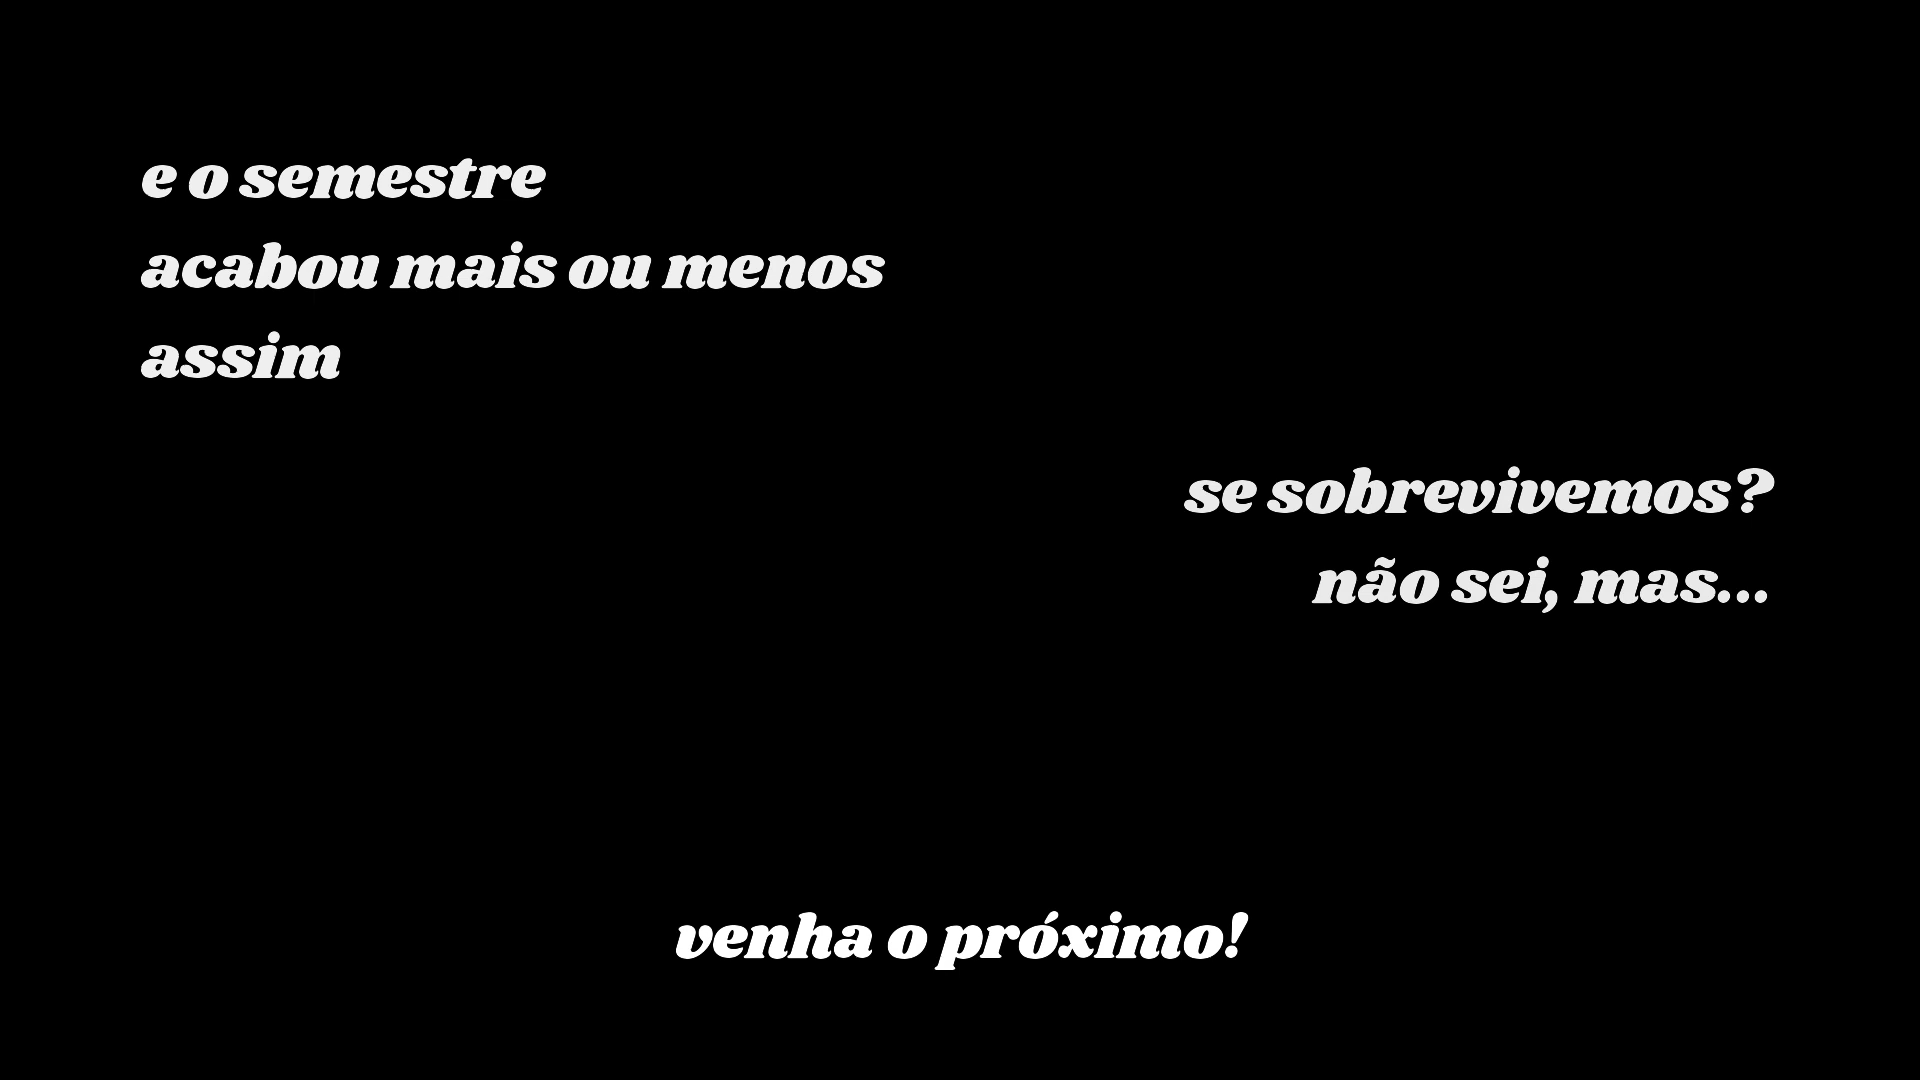 e o semestre
acabou mais ou menos
assim
se sobrevivemos?
não sei, mas...
venha o próximo!